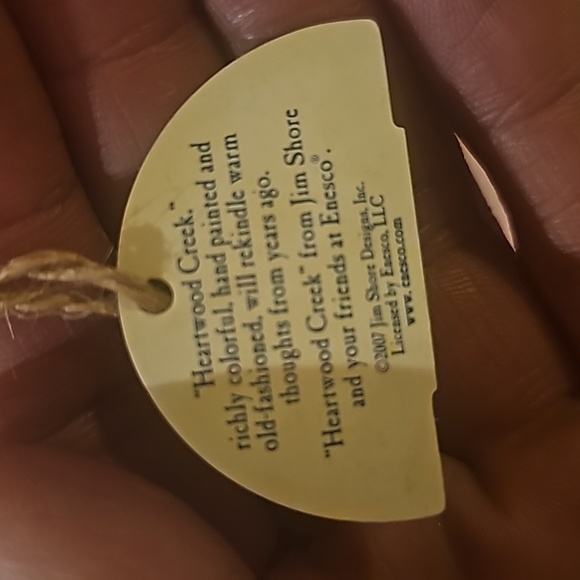 "Heartwood Creek."
richly colorful, hand painted and
old-fashioned, will rekindle warm
thoughts from years ago.
"Heartwood Creek" from Jim Shore
and your friends at Enesco®.
©2007 Jim Shore Designs, Inc.
Licensed by Enesco, LLC
www.enesco.com